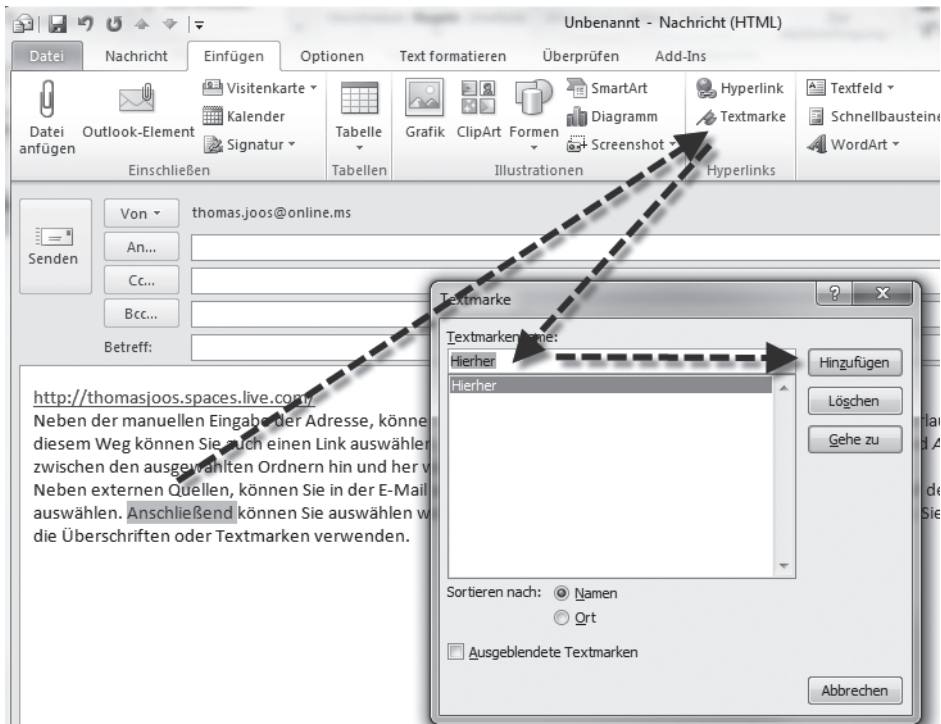 Unbenannt - Nachricht (HTML)
Datei Nachricht Einfügen Optionen Text formatieren Überprüfen Add-Ins
Datei anfügen
Outlook-Element
Visitenkarte
Kalender
Signatur
Einschließen
Tabelle
Tabellen
Grafik
ClipArt
Formen
SmartArt
Diagramm
Screenshot
Illustrationen
Hyperlink
Textmarke
Hyperlinks
Textfeld
Schnellbausteine
WordArt
Senden
Von thomas.joos@online.ms
An...
Cc...
Bcc...
Betreff:
http://thomasjoos.spaces.live.com/
Neben der manuellen Eingabe der Adresse, könne
diesem Weg können Sie auch einen Link auswählen
zwischen den ausgewählten Ordnern hin und her
Neben externen Quellen, können Sie in der E-Mail
auswählen. Anschließend können Sie auswählen
die Überschriften oder Textmarken verwenden.
Textmarke
Textmarkenname:
Hierher
Hierher
Hinzufügen
Löschen
Gehe zu
Sortieren nach: Namen
Ort
Ausgeblendete Textmarken
Abbrechen